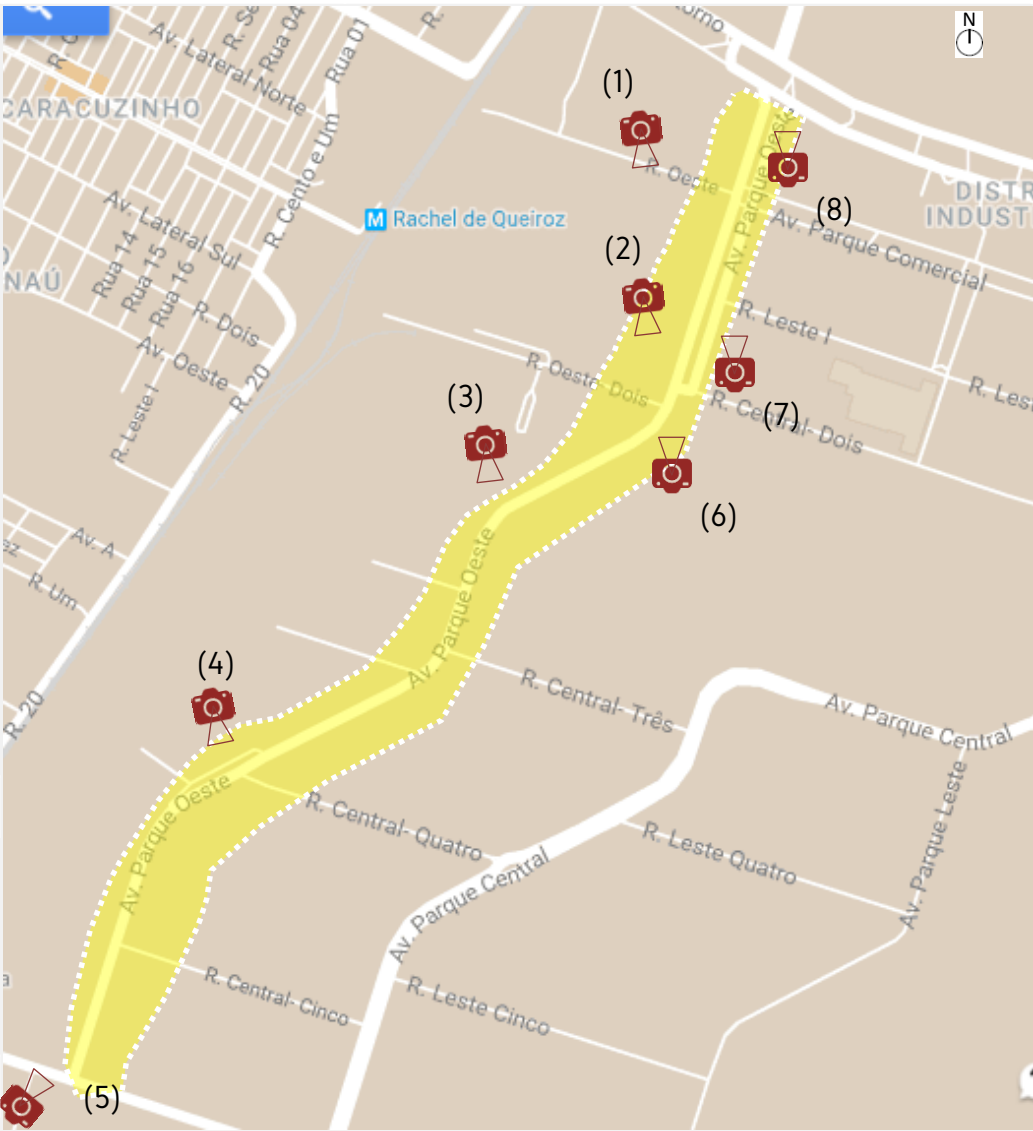 N
Av. Lateral Norte
Rua 04
Rua 01
R.
CARACUZINHO
(1)
R. Cento e Um
R. Oeste
Av. Parque Oeste
(8)
DISTR
INDUST
M Rachel de Queiroz
Av. Lateral Sul
Av. Parque Comercial
(2)
NAÚ
Rua 14
Rua 15
Rua 16
R. Dois
R. Leste I
Av. Oeste
R. Oeste- Dois
R. 20
(3)
R. Central- Dois
(7)
R. Leste I
(6)
Av. A
Av. Parque Oeste
R. Um
(4)
Av. Parque Oeste
R. Central- Três
R. 20
Av. Parque Central
Av. Parque Oeste
R. Central- Quatro
R. Leste Quatro
Av. Parque Leste
Av. Parque Central
R. Central- Cinco
R. Leste Cinco
(5)